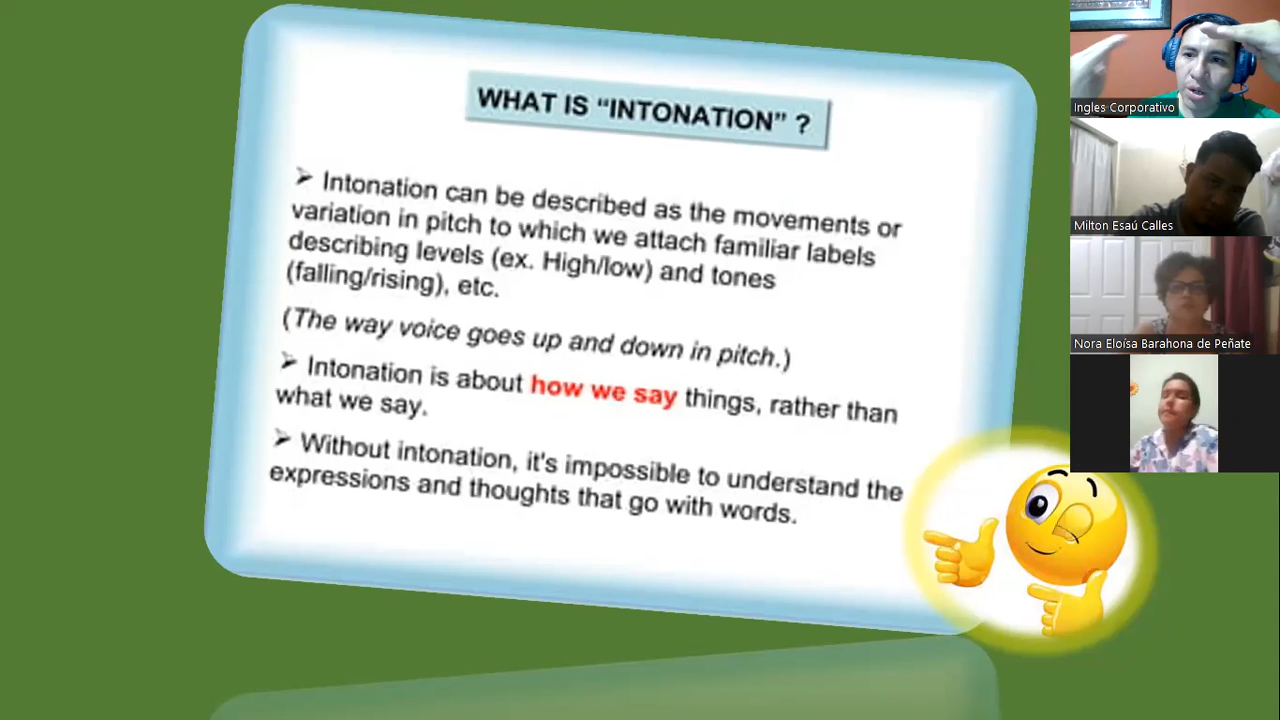 WHAT IS “INTONATION” ?
➢ Intonation can be described as the movements or
variation in pitch to which we attach familiar labels
describing levels (ex. High/low) and tones
(falling/rising), etc.
(The way voice goes up and down in pitch.)
➢ Intonation is about how we say things, rather than
what we say.
➢ Without intonation, it's impossible to understand the
expressions and thoughts that go with words.
Ingles Corporativo
Milton Esaú Calles
Nora Eloísa Barahona de Peñate